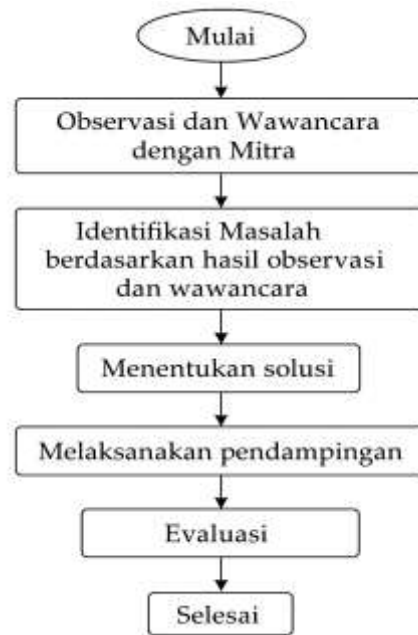 Mulai
Observasi dan Wawancara
dengan Mitra
Identifikasi Masalah
berdasarkan hasil observasi
dan wawancara
Menentukan solusi
Melaksanakan pendampingan
Evaluasi
Selesai